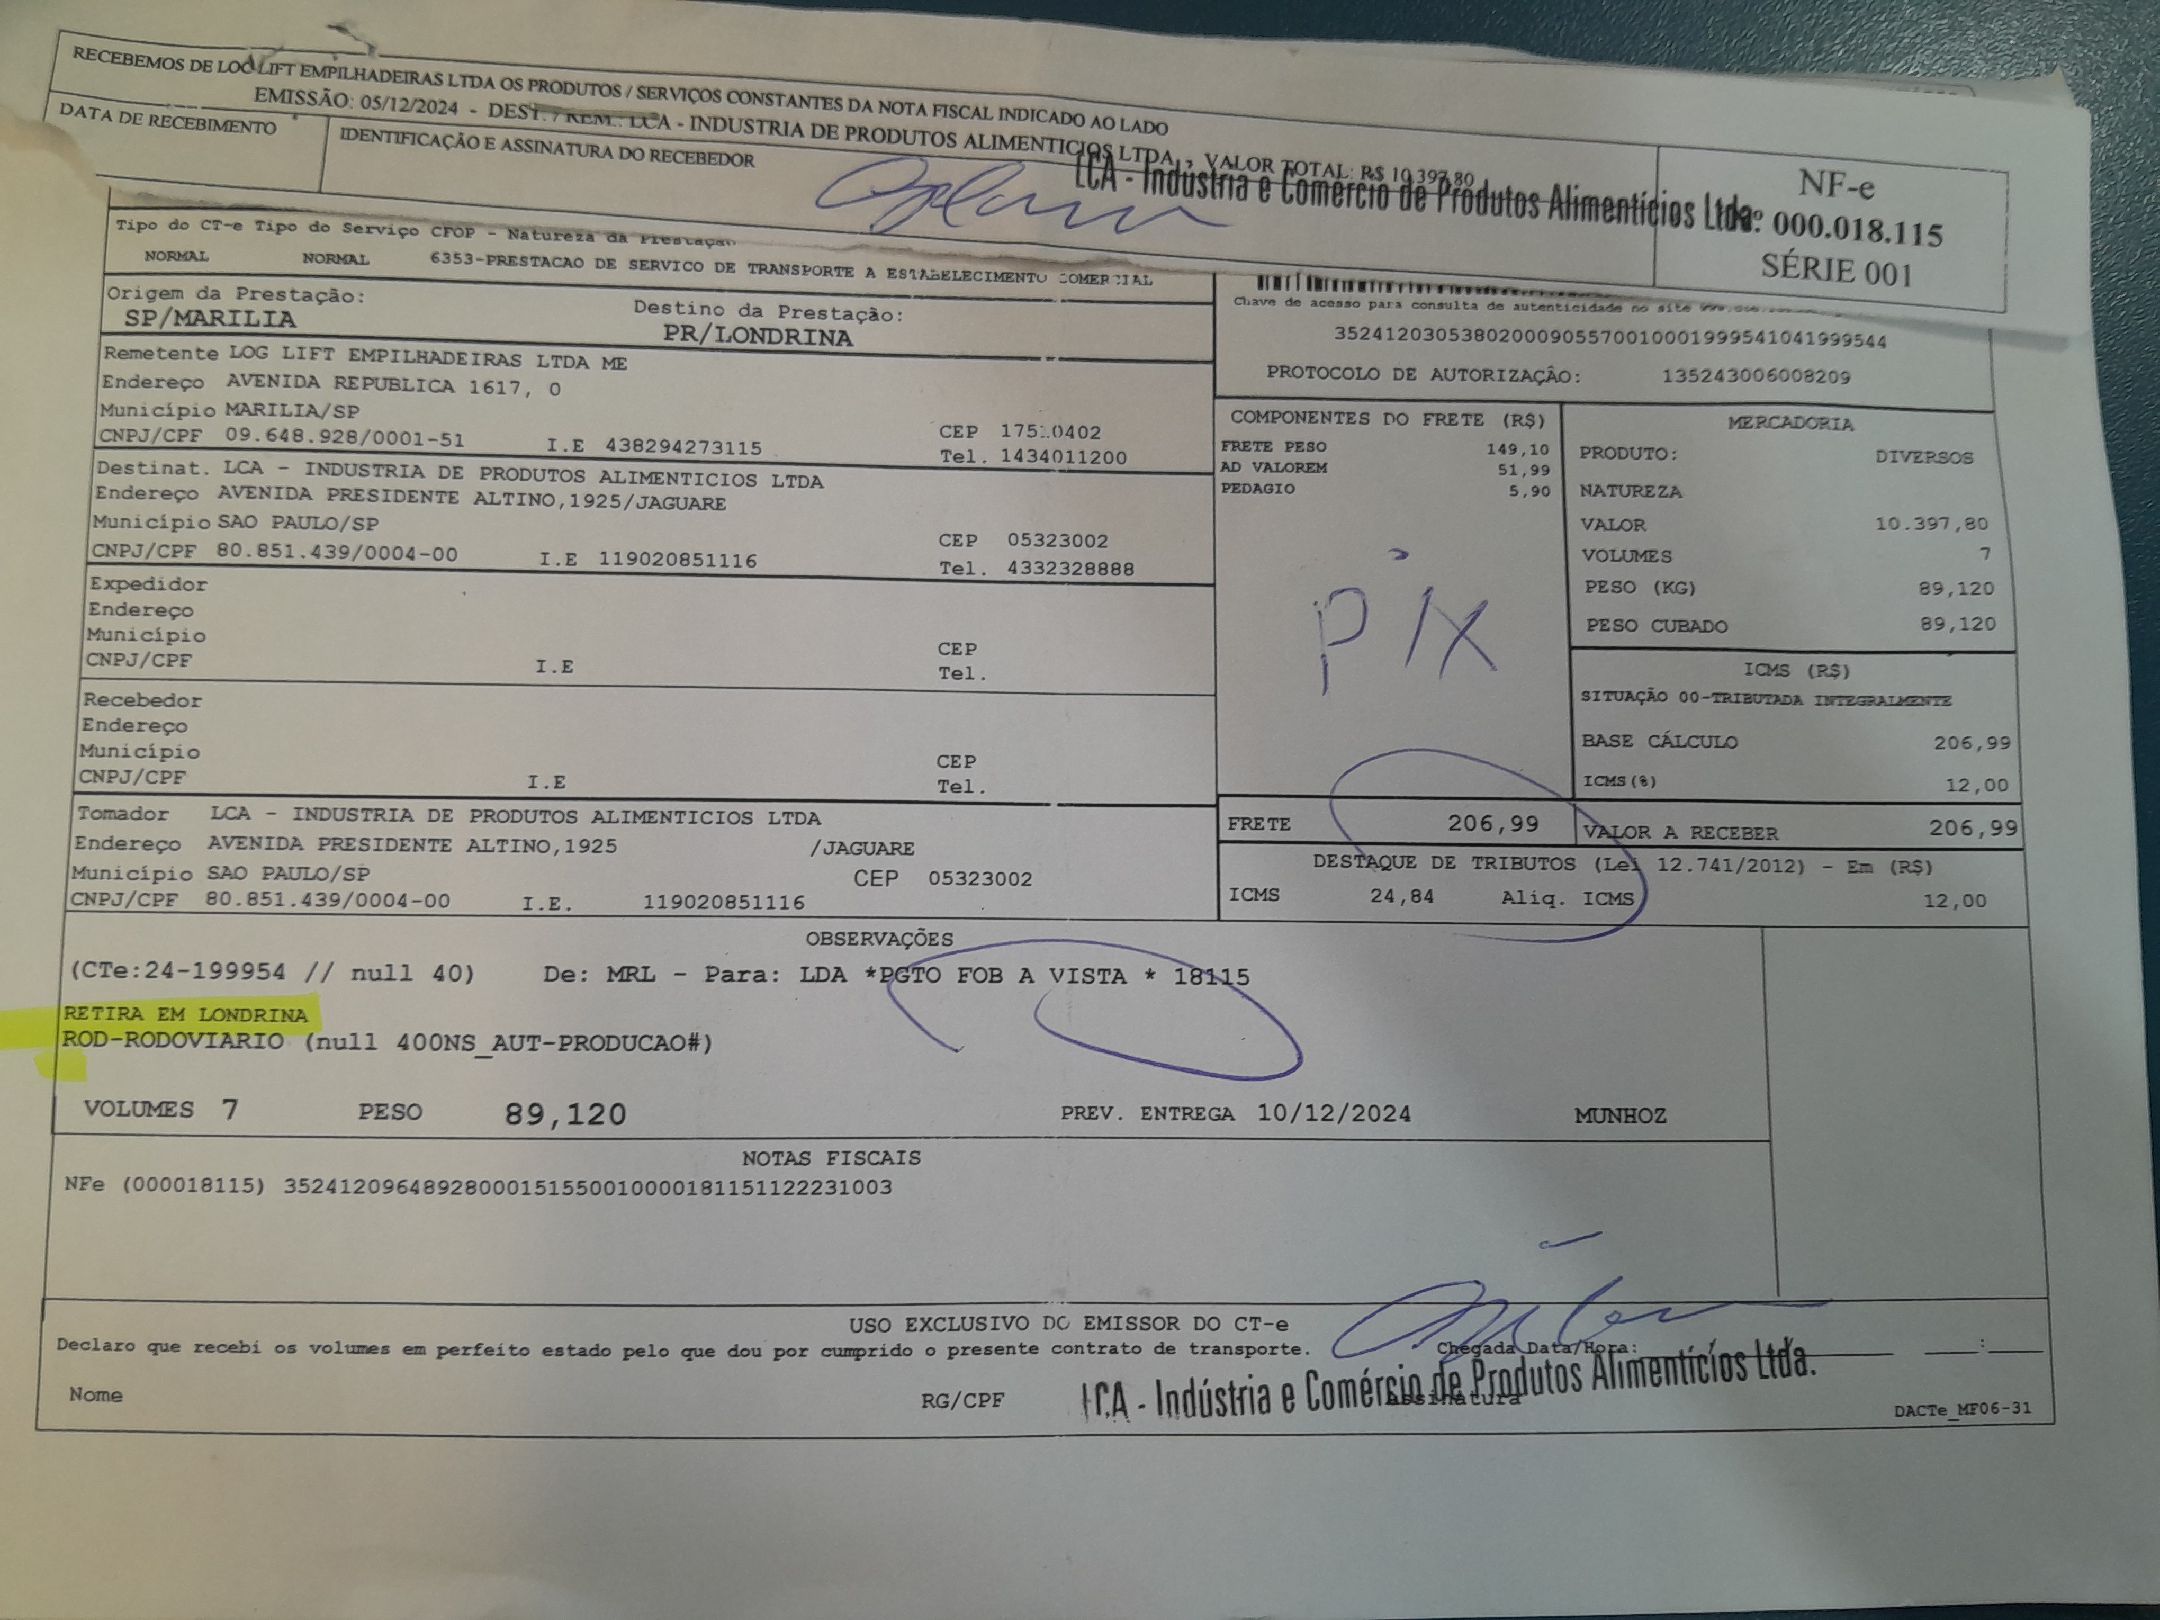 RECEBEMOS DE LOG LIFT EMPILHADEIRAS LTDA OS PRODUTOS / SERVIÇOS CONSTANTES DA NOTA FISCAL INDICADO AO LADO
EMISSÃO: 05/12/2024 - DEST. / REM.: LCA - INDUSTRIA DE PRODUTOS ALIMENTICIOS LTDA - VALOR TOTAL: R$ 10.397,80
DATA DE RECEBIMENTO
IDENTIFICAÇÃO E ASSINATURA DO RECEBEDOR
LCA - Indústria e Comércio de Produtos Alimentícios Ltda.
NF-e
000.018.115
SÉRIE 001
Tipo do CT-e Tipo do Serviço CFOP - Natureza da Prestação
NORMAL NORMAL 6353-PRESTACAO DE SERVICO DE TRANSPORTE A ESTABELECIMENTO COMERCIAL
Origem da Prestação:
SP/MARILIA
Destino da Prestação:
PR/LONDRINA
Chave de acesso para consulta de autenticidade no site
35241203053802000905570010001999541041999544
PROTOCOLO DE AUTORIZAÇÃO: 135243006008209
Remetente LOG LIFT EMPILHADEIRAS LTDA ME
Endereço AVENIDA REPUBLICA 1617, 0
Município MARILIA/SP
CEP 17510402
CNPJ/CPF 09.648.928/0001-51 I.E 438294273115
Tel. 1434011200
Destinat. LCA - INDUSTRIA DE PRODUTOS ALIMENTICIOS LTDA
Endereço AVENIDA PRESIDENTE ALTINO,1925/JAGUARE
Município SAO PAULO/SP
CEP 05323002
CNPJ/CPF 80.851.439/0004-00 I.E 119020851116
Tel. 4332328888
Expedidor
Endereço
Município
CEP
CNPJ/CPF I.E
Tel.
Recebedor
Endereço
Município
CEP
CNPJ/CPF I.E
Tel.
Tomador LCA - INDUSTRIA DE PRODUTOS ALIMENTICIOS LTDA
Endereço AVENIDA PRESIDENTE ALTINO,1925 /JAGUARE
Município SAO PAULO/SP CEP 05323002
CNPJ/CPF 80.851.439/0004-00 I.E. 119020851116
COMPONENTES DO FRETE (R$)
FRETE PESO 149,10
AD VALOREM 51,99
PEDAGIO 5,90
PIX
MERCADORIA
PRODUTO: DIVERSOS
NATUREZA
VALOR 10.397,80
VOLUMES 7
PESO (KG) 89,120
PESO CUBADO 89,120
ICMS (R$)
SITUAÇÃO 00-TRIBUTADA INTEGRALMENTE
BASE CÁLCULO 206,99
ICMS(%) 12,00
FRETE 206,99 VALOR A RECEBER 206,99
DESTAQUE DE TRIBUTOS (Lei 12.741/2012) - Em (R$)
ICMS 24,84 Aliq. ICMS 12,00
OBSERVAÇÕES
(CTe:24-199954 // null 40) De: MRL - Para: LDA *PGTO FOB A VISTA * 18115
RETIRA EM LONDRINA
ROD-RODOVIARIO (null 400NS_AUT-PRODUCAO#)
VOLUMES 7 PESO 89,120 PREV. ENTREGA 10/12/2024 MUNHOZ
NOTAS FISCAIS
NFe (000018115) 35241209648928000151550010000181151122231003
USO EXCLUSIVO DO EMISSOR DO CT-e
Declaro que recebi os volumes em perfeito estado pelo que dou por cumprido o presente contrato de transporte. Chegada Data/Hora: :
Nome RG/CPF Assinatura
LCA - Indústria e Comércio de Produtos Alimentícios Ltda.
DACTe_MF06-31